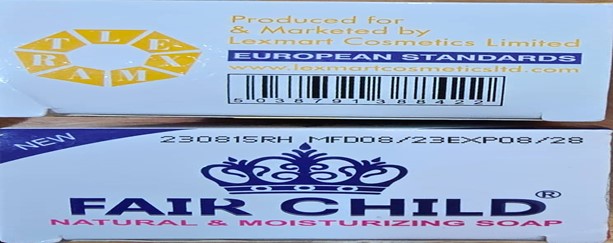 LEXMART
Produced for
& Marketed by
Lexmart Cosmetics Limited
EUROPEAN STANDARDS
www.lexmartcosmeticsltd.com
5038791388422
NEW
230815RH MFD08/23EXP08/28
FAIR CHILD®
NATURAL & MOISTURIZING SOAP